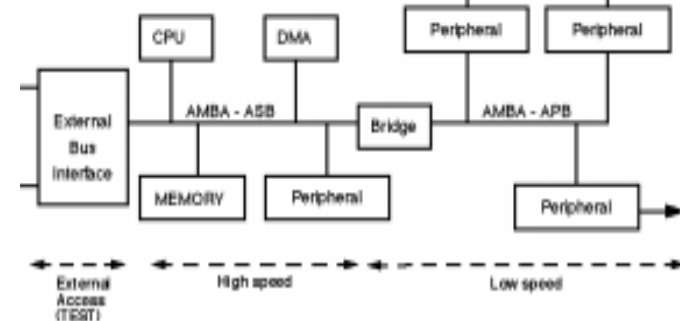 CPU
DMA
Peripheral
Peripheral
AMBA - ASB
AMBA - APB
External
Bus
Interface
Bridge
MEMORY
Peripheral
Peripheral
External
Access
(TEST)
High speed
Low speed